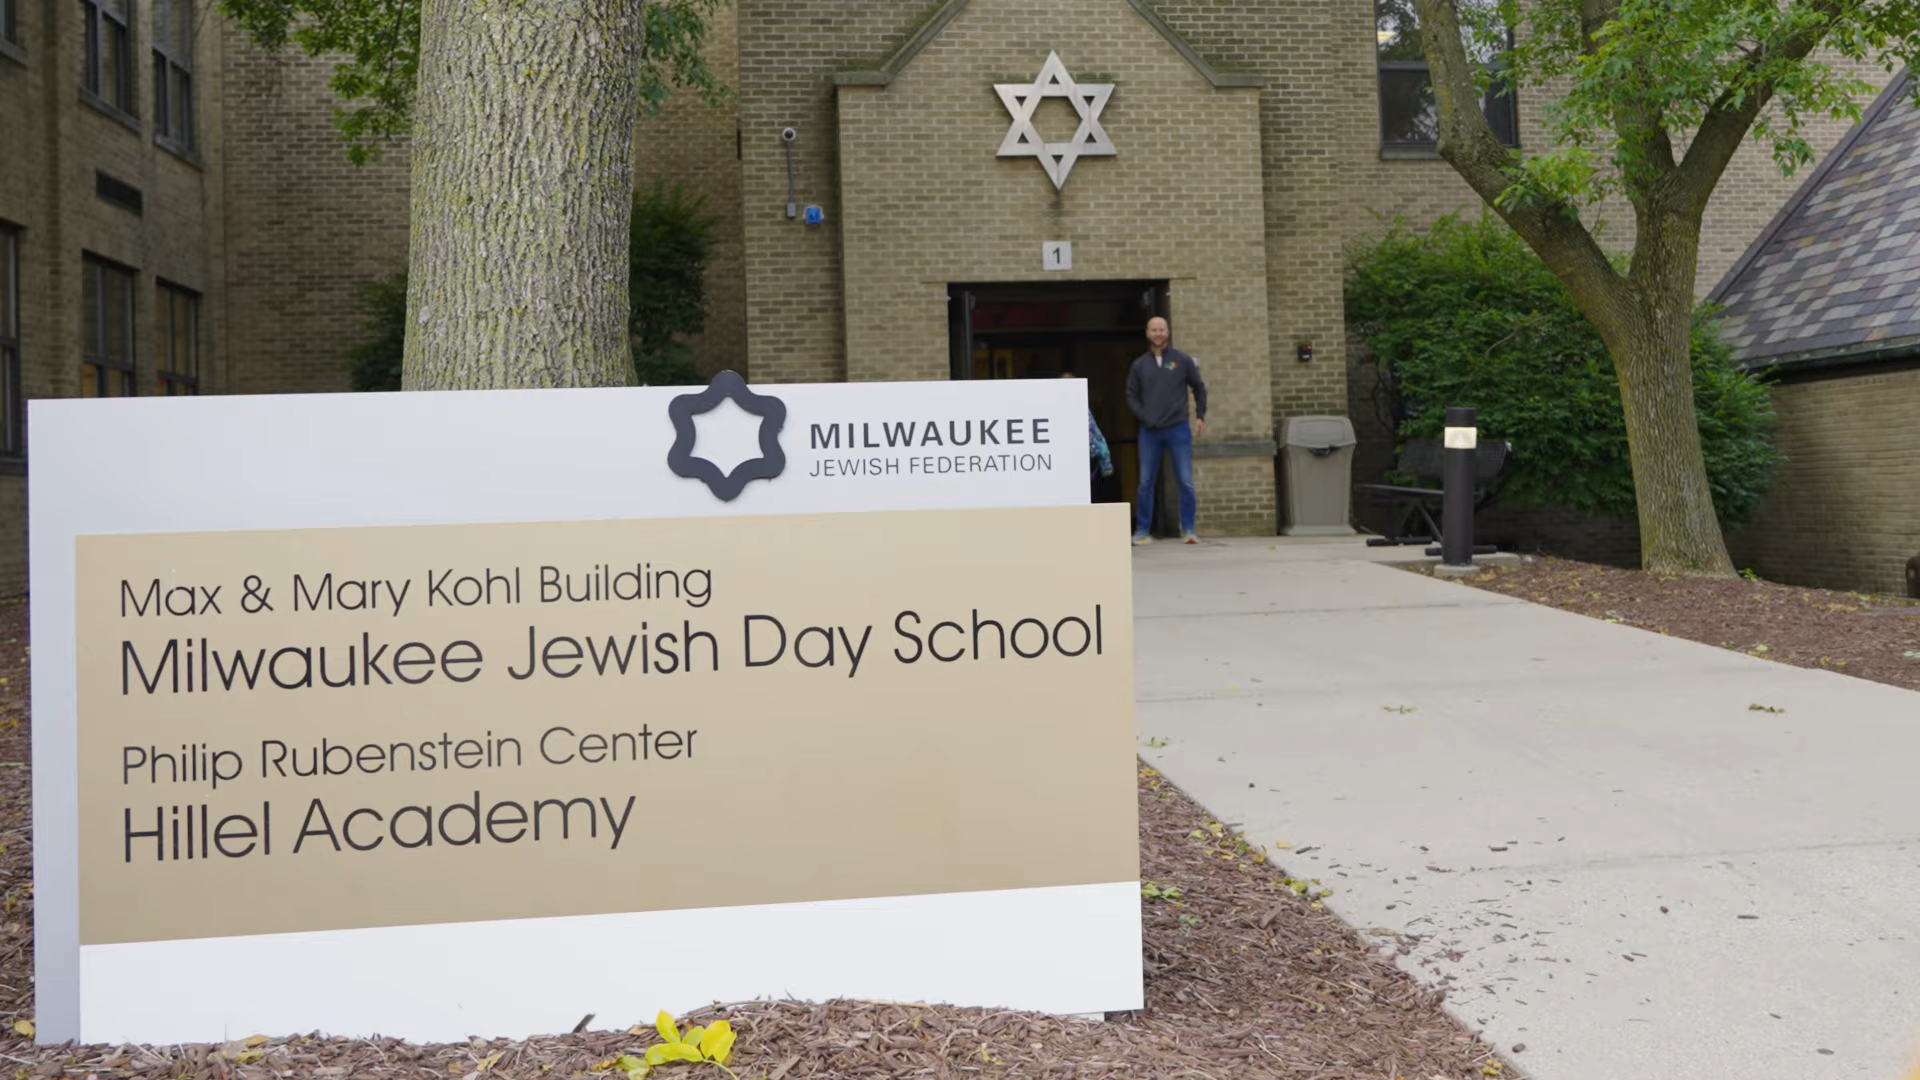 1
MILWAUKEE
JEWISH FEDERATION
Max & Mary Kohl Building
Milwaukee Jewish Day School
Philip Rubenstein Center
Hillel Academy